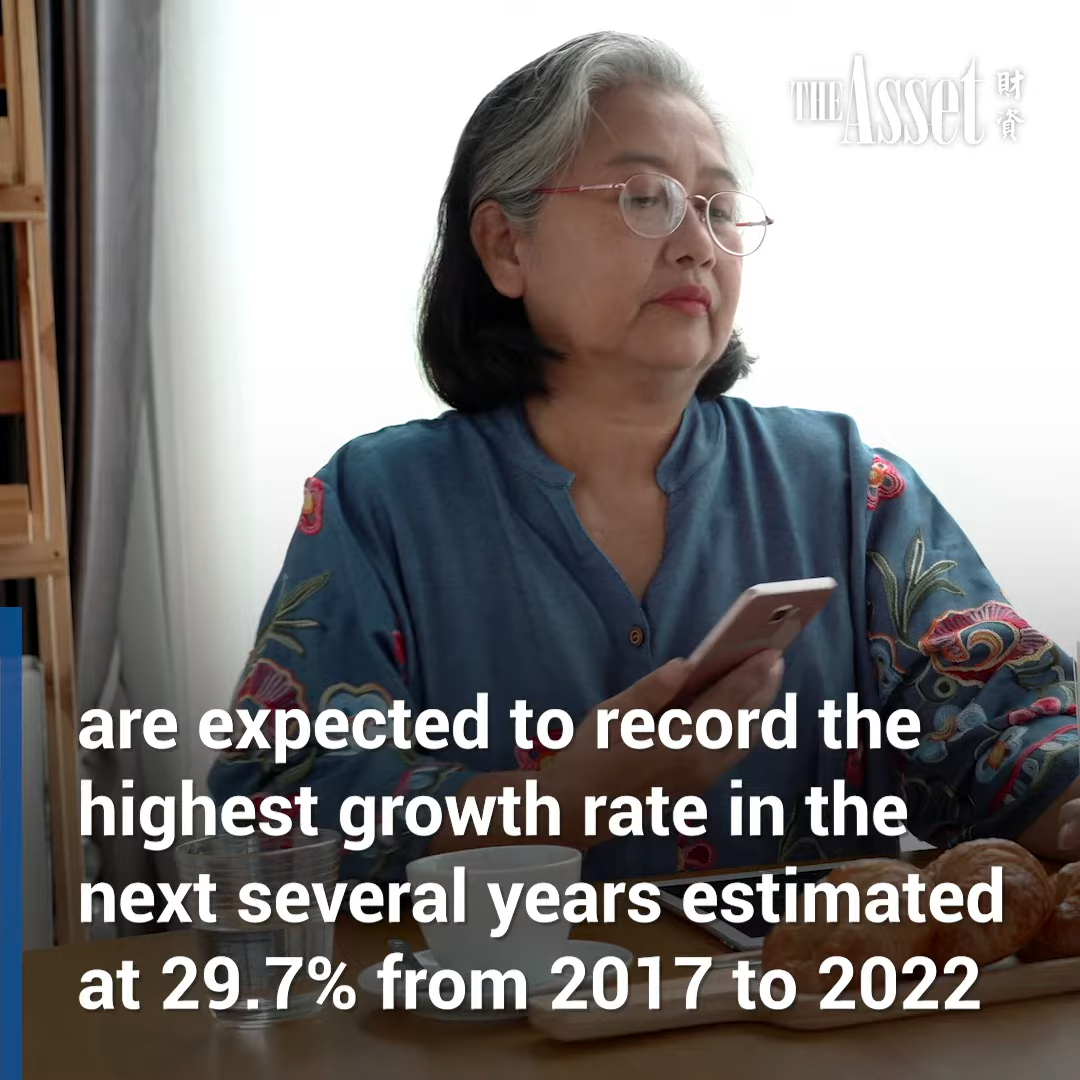 THE Asset 財資
are expected to record the
highest growth rate in the
next several years estimated
at 29.7% from 2017 to 2022